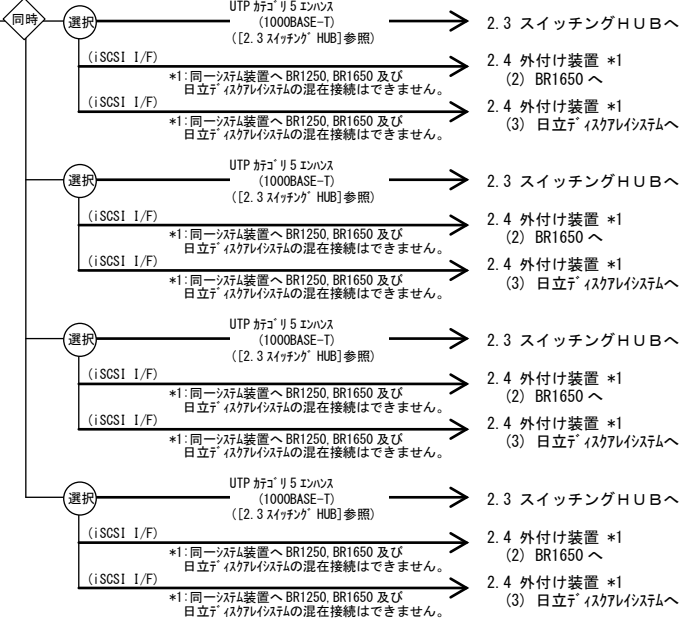 UTP ｶﾃｺﾞﾘ 5 ｴﾝﾊﾝｽ
同時
選択
(1000BASE-T)
2.3 スイッチングＨＵＢへ
([2.3 ｽｲｯﾁﾝｸﾞ HUB]参照)
(iSCSI I/F)
2.4 外付け装置 *1
*1:同一ｼｽﾃﾑ装置へ BR1250,BR1650 及び
(2) BR1650 へ
日立ﾃﾞｨｽｸｱﾚｲｼｽﾃﾑの混在接続はできません。
(iSCSI I/F)
2.4 外付け装置 *1
*1:同一ｼｽﾃﾑ装置へ BR1250,BR1650 及び
(3) 日立ﾃﾞｨｽｸｱﾚｲｼｽﾃﾑへ
日立ﾃﾞｨｽｸｱﾚｲｼｽﾃﾑの混在接続はできません。
UTP ｶﾃｺﾞﾘ 5 ｴﾝﾊﾝｽ
選択
(1000BASE-T)
2.3 スイッチングＨＵＢへ
([2.3 ｽｲｯﾁﾝｸﾞ HUB]参照)
(iSCSI I/F)
2.4 外付け装置 *1
*1:同一ｼｽﾃﾑ装置へ BR1250,BR1650 及び
(2) BR1650 へ
日立ﾃﾞｨｽｸｱﾚｲｼｽﾃﾑの混在接続はできません。
(iSCSI I/F)
2.4 外付け装置 *1
*1:同一ｼｽﾃﾑ装置へ BR1250,BR1650 及び
(3) 日立ﾃﾞｨｽｸｱﾚｲｼｽﾃﾑへ
日立ﾃﾞｨｽｸｱﾚｲｼｽﾃﾑの混在接続はできません。
UTP ｶﾃｺﾞﾘ 5 ｴﾝﾊﾝｽ
選択
(1000BASE-T)
2.3 スイッチングＨＵＢへ
([2.3 ｽｲｯﾁﾝｸﾞ HUB]参照)
(iSCSI I/F)
2.4 外付け装置 *1
*1:同一ｼｽﾃﾑ装置へ BR1250,BR1650 及び
(2) BR1650 へ
日立ﾃﾞｨｽｸｱﾚｲｼｽﾃﾑの混在接続はできません。
(iSCSI I/F)
2.4 外付け装置 *1
*1:同一ｼｽﾃﾑ装置へ BR1250,BR1650 及び
(3) 日立ﾃﾞｨｽｸｱﾚｲｼｽﾃﾑへ
日立ﾃﾞｨｽｸｱﾚｲｼｽﾃﾑの混在接続はできません。
UTP ｶﾃｺﾞﾘ 5 ｴﾝﾊﾝｽ
選択
(1000BASE-T)
2.3 スイッチングＨＵＢへ
([2.3 ｽｲｯﾁﾝｸﾞ HUB]参照)
(iSCSI I/F)
2.4 外付け装置 *1
*1:同一ｼｽﾃﾑ装置へ BR1250,BR1650 及び
(2) BR1650 へ
日立ﾃﾞｨｽｸｱﾚｲｼｽﾃﾑの混在接続はできません。
(iSCSI I/F)
2.4 外付け装置 *1
*1:同一ｼｽﾃﾑ装置へ BR1250,BR1650 及び
(3) 日立ﾃﾞｨｽｸｱﾚｲｼｽﾃﾑへ
日立ﾃﾞｨｽｸｱﾚｲｼｽﾃﾑの混在接続はできません。